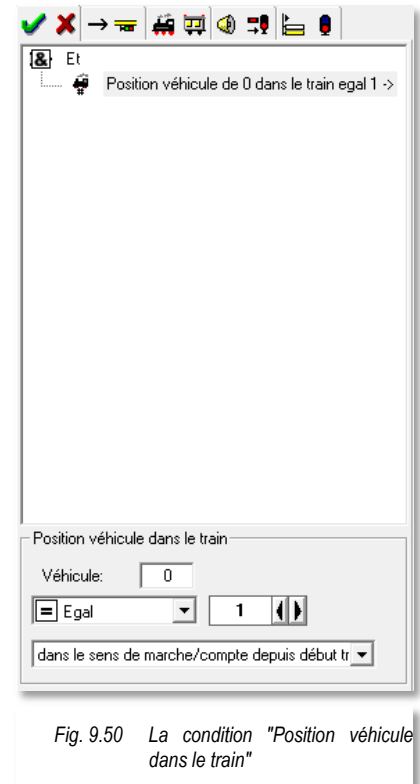 & Et
Position véhicule de 0 dans le train egal 1 ->
Position véhicule dans le train
Véhicule: 0
= Egal 1
dans le sens de marche/compte depuis début tr
Fig. 9.50 La condition "Position véhicule
dans le train"